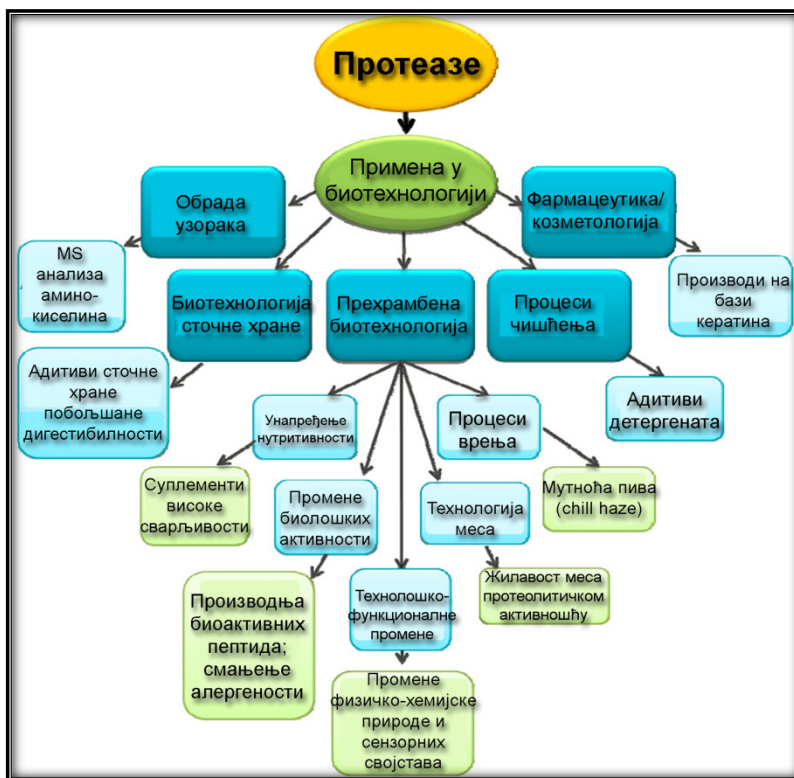 Протеазе
Примена у
биотехнологији
Обрада
узорака
Фармацеутика/
козметологија
MS
анализа
амино-
киселина
Биотехнологија
сточне хране
Прехрамбена
биотехнологија
Процеси
чишћења
Производи на
бази
кератина
Адитиви сточне
хране
побољшане
дигестибилности
Унапређење
нутритивности
Процеси
врења
Адитиви
детергената
Суплементи
високе
сварљивости
Промене
биолошких
активности
Технологија
меса
Мутноћа пива
(chill haze)
Производња
биоактивних
пептида;
смањење
алергености
Технолошко-
функционалне
промене
Жилавост меса
протеолитичком
активношћу
Промене
физичко-хемијске
природе и
сензорних
својстава